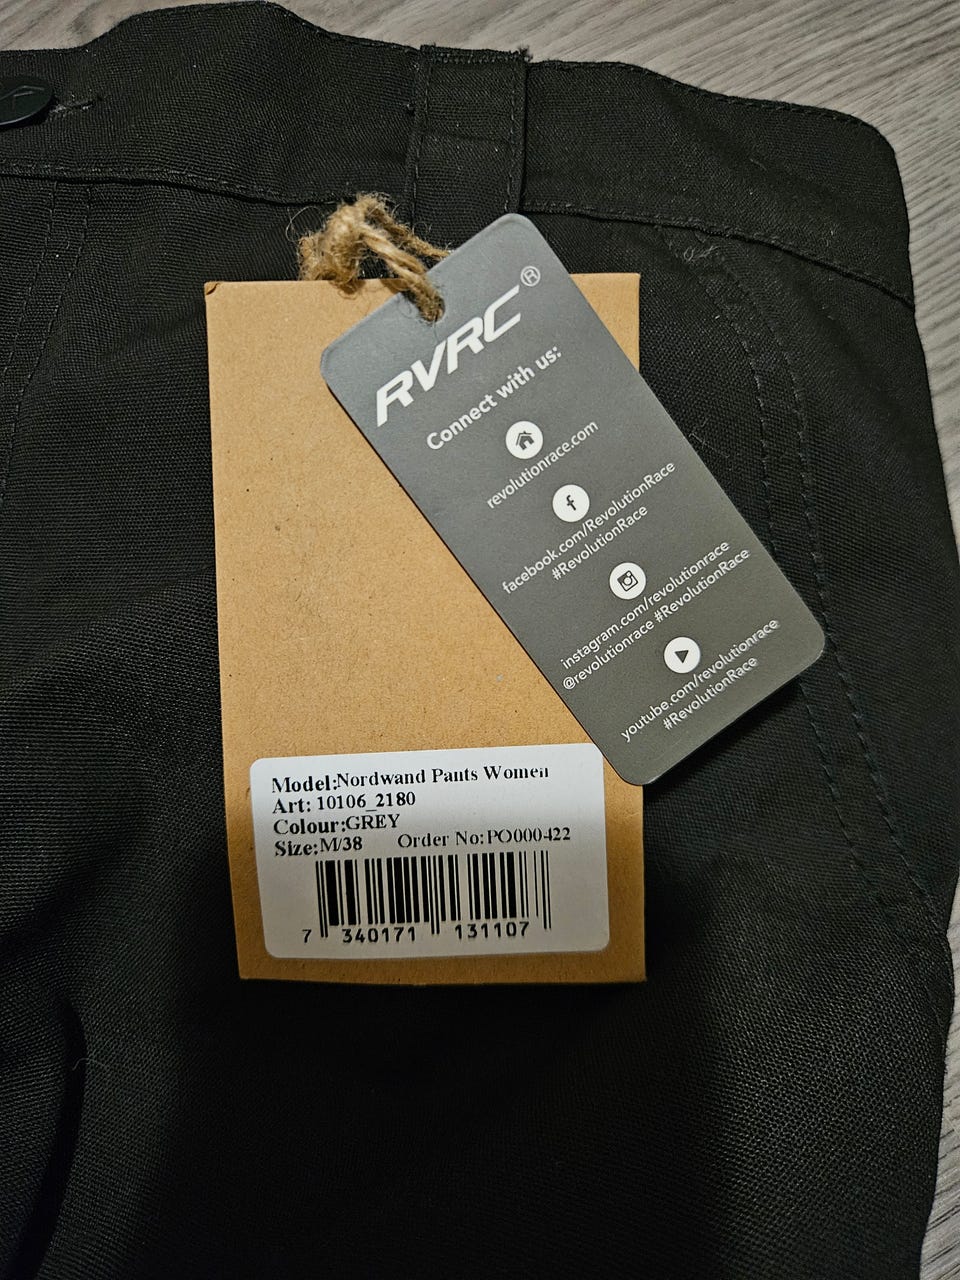 RVRC®
Connect with us:
revolutionrace.com
facebook.com/RevolutionRace
#RevolutionRace
instagram.com/revolutionrace
@revolutionrace #RevolutionRace
youtube.com/revolutionrace
#RevolutionRace
Model:Nordwand Pants Women
Art: 10106_2180
Colour:GREY
Size:M/38 Order No:PO000422
7 340171 131107